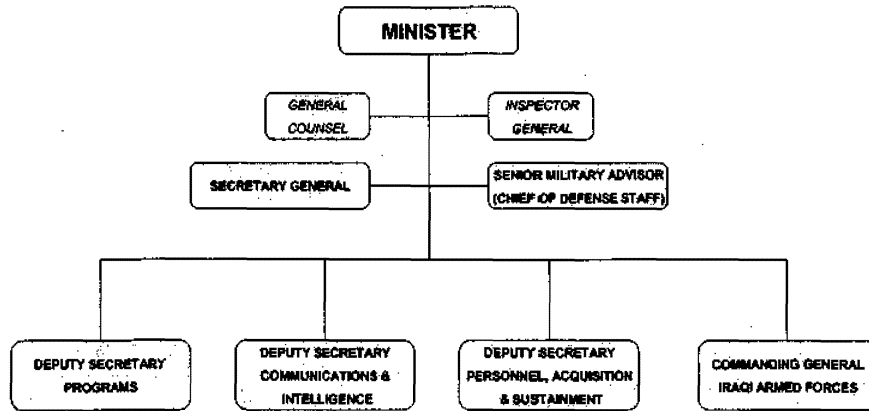 MINISTER
GENERAL
COUNSEL
INSPECTOR
GENERAL
SECRETARY GENERAL
SENIOR MILITARY ADVISOR
(CHIEF OF DEFENSE STAFF)
DEPUTY SECRETARY
PROGRAMS
DEPUTY SECRETARY
COMMUNICATIONS &
INTELLIGENCE
DEPUTY SECRETARY
PERSONNEL, ACQUISITION
& SUSTAINMENT
COMMANDING GENERAL
IRAQI ARMED FORCES